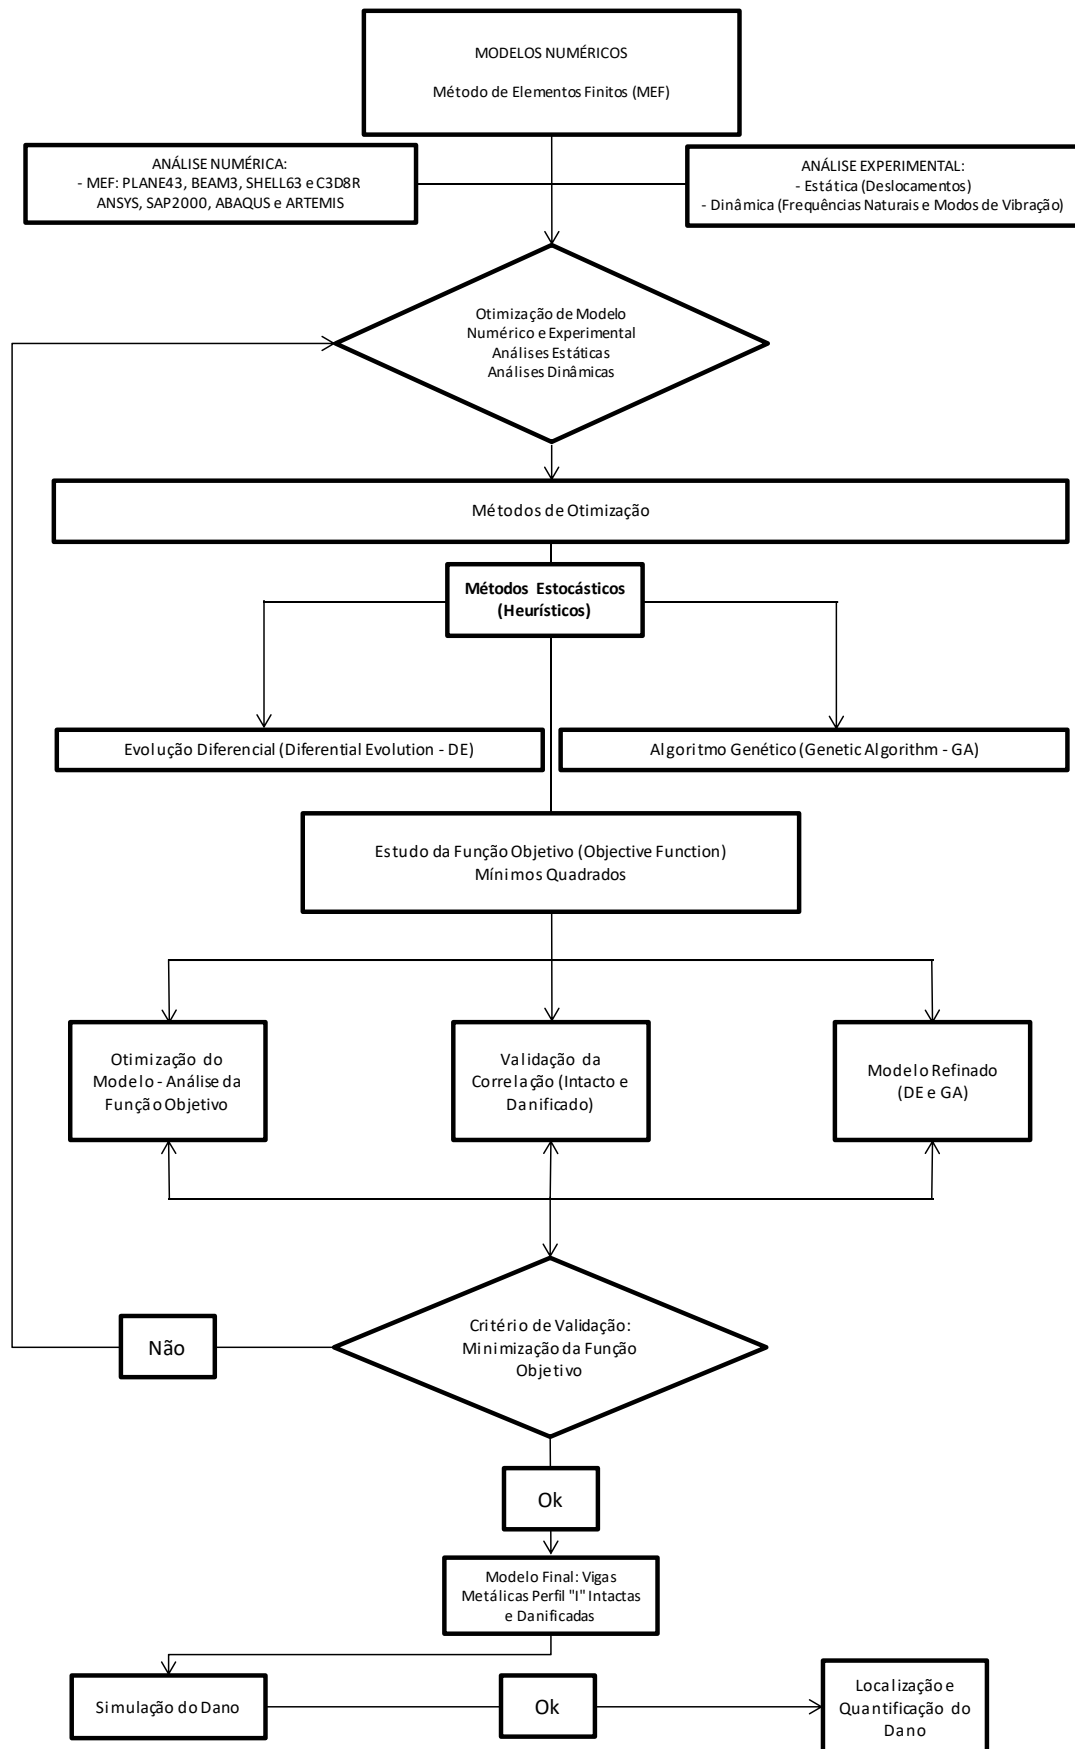 MODELOS NUMÉRICOS
Método de Elementos Finitos (MEF)
ANÁLISE NUMÉRICA:
- MEF: PLANE43, BEAM3, SHELL63 e C3D8R
ANSYS, SAP2000, ABAQUS e ARTEMIS
ANÁLISE EXPERIMENTAL:
- Estática (Deslocamentos)
- Dinâmica (Frequências Naturais e Modos de Vibração)
Otimização de Modelo
Numérico e Experimental
Análises Estáticas
Análises Dinâmicas
Métodos de Otimização
Métodos Estocásticos
(Heurísticos)
Evolução Diferencial (Diferential Evolution - DE)
Algoritmo Genético (Genetic Algorithm - GA)
Estudo da Função Objetivo (Objective Function)
Mínimos Quadrados
Otimização do
Modelo - Análise da
Função Objetivo
Validação da
Correlação (Intacto e
Danificado)
Modelo Refinado
(DE e GA)
Critério de Validação:
Minimização da Função
Objetivo
Não
Ok
Modelo Final: Vigas
Metálicas Perfil "I" Intactas
e Danificadas
Simulação do Dano
Ok
Localização e
Quantificação do
Dano